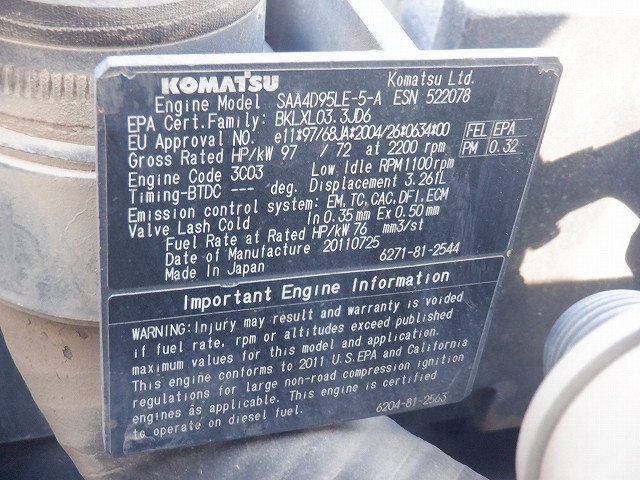 KOMATSU Komatsu Ltd.
Engine Model SAA4D95LE-5-A ESN 522078
EPA Cert.Family: BKLXL03.3JD6
EU Approval NO. e11*97/68JA*2004/26*0634*00
FEL EPA
PM 0.32
Gross Rated HP/kW 97 / 72 at 2200 rpm
Engine Code 3C03 Low Idle RPM1100rpm
Timing-BTDC --- deg. Displacement 3.261L
Emission control system: EM,TC,CAC,DFI,ECM
Valve Lash Cold In 0.35mm Ex 0.50mm
Fuel Rate at Rated HP/kW 76 mm3/st
Date of Manufacture 20110725
Made In Japan 6271-81-2544
Important Engine Information
WARNING:Injury may result and warranty is voided
if fuel rate, rpm or altitudes exceed published
maximum values for this model and application.
This engine conforms to 2011 U.S.EPA and California
regulations for large non-road compression ignition
engines as applicable. This engine is certified
to operate on diesel fuel. 6204-81-2563